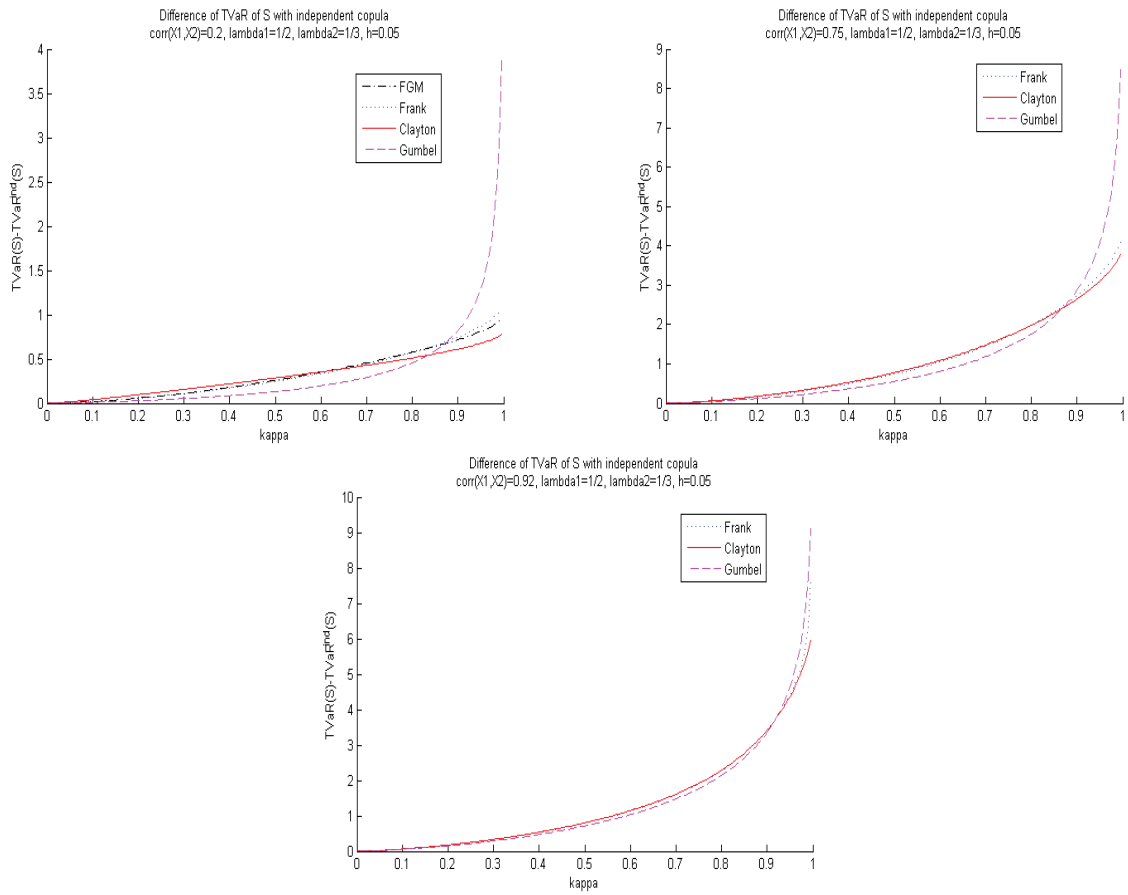 Difference of TVaR of S with independent copula
corr(X1,X2)=0.2, lambda1=1/2, lambda2=1/3, h=0.05
4
3.5
3
2.5
2
1.5
1
0.5
0
TVaR(S)-TVaR^ind(S)
FGM
Frank
Clayton
Gumbel
0 0.1 0.2 0.3 0.4 0.5 0.6 0.7 0.8 0.9 1
kappa
Difference of TVaR of S with independent copula
corr(X1,X2)=0.75, lambda1=1/2, lambda2=1/3, h=0.05
9
8
7
6
5
4
3
2
1
0
TVaR(S)-TVaR^ind(S)
Frank
Clayton
Gumbel
0 0.1 0.2 0.3 0.4 0.5 0.6 0.7 0.8 0.9 1
kappa
Difference of TVaR of S with independent copula
corr(X1,X2)=0.92, lambda1=1/2, lambda2=1/3, h=0.05
10
9
8
7
6
5
4
3
2
1
0
TVaR(S)-TVaR^ind(S)
Frank
Clayton
Gumbel
0 0.1 0.2 0.3 0.4 0.5 0.6 0.7 0.8 0.9 1
kappa